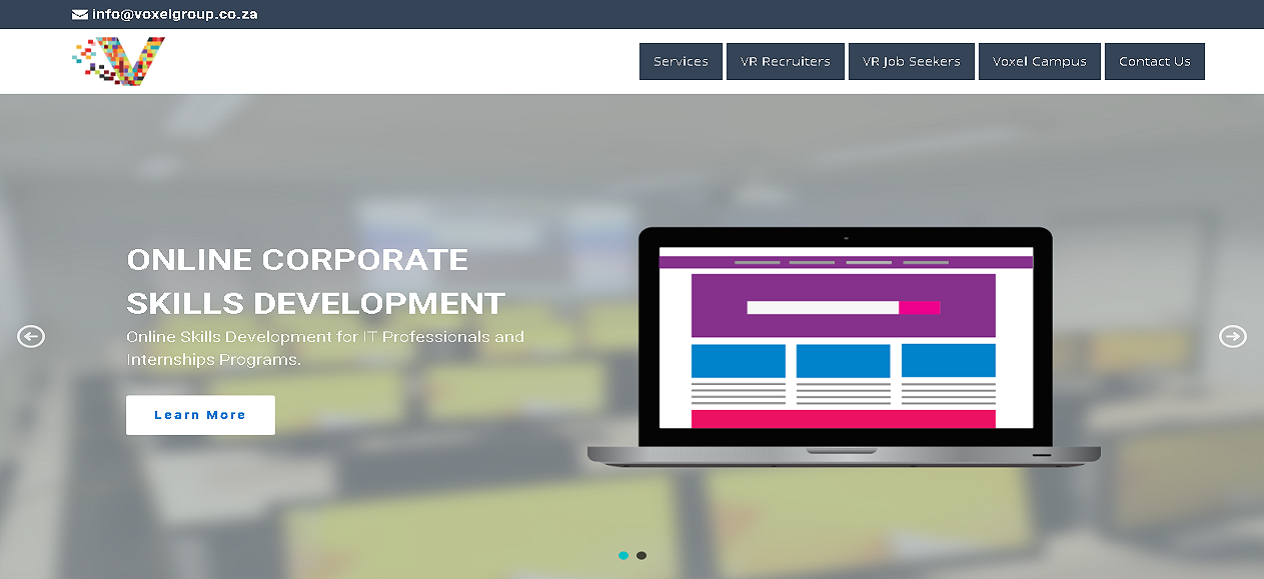 info@voxelgroup.co.za
Services
VR Recruiters
VR Job Seekers
Voxel Campus
Contact Us
ONLINE CORPORATE
SKILLS DEVELOPMENT
Online Skills Development for IT Professionals and
Internships Programs.
Learn More